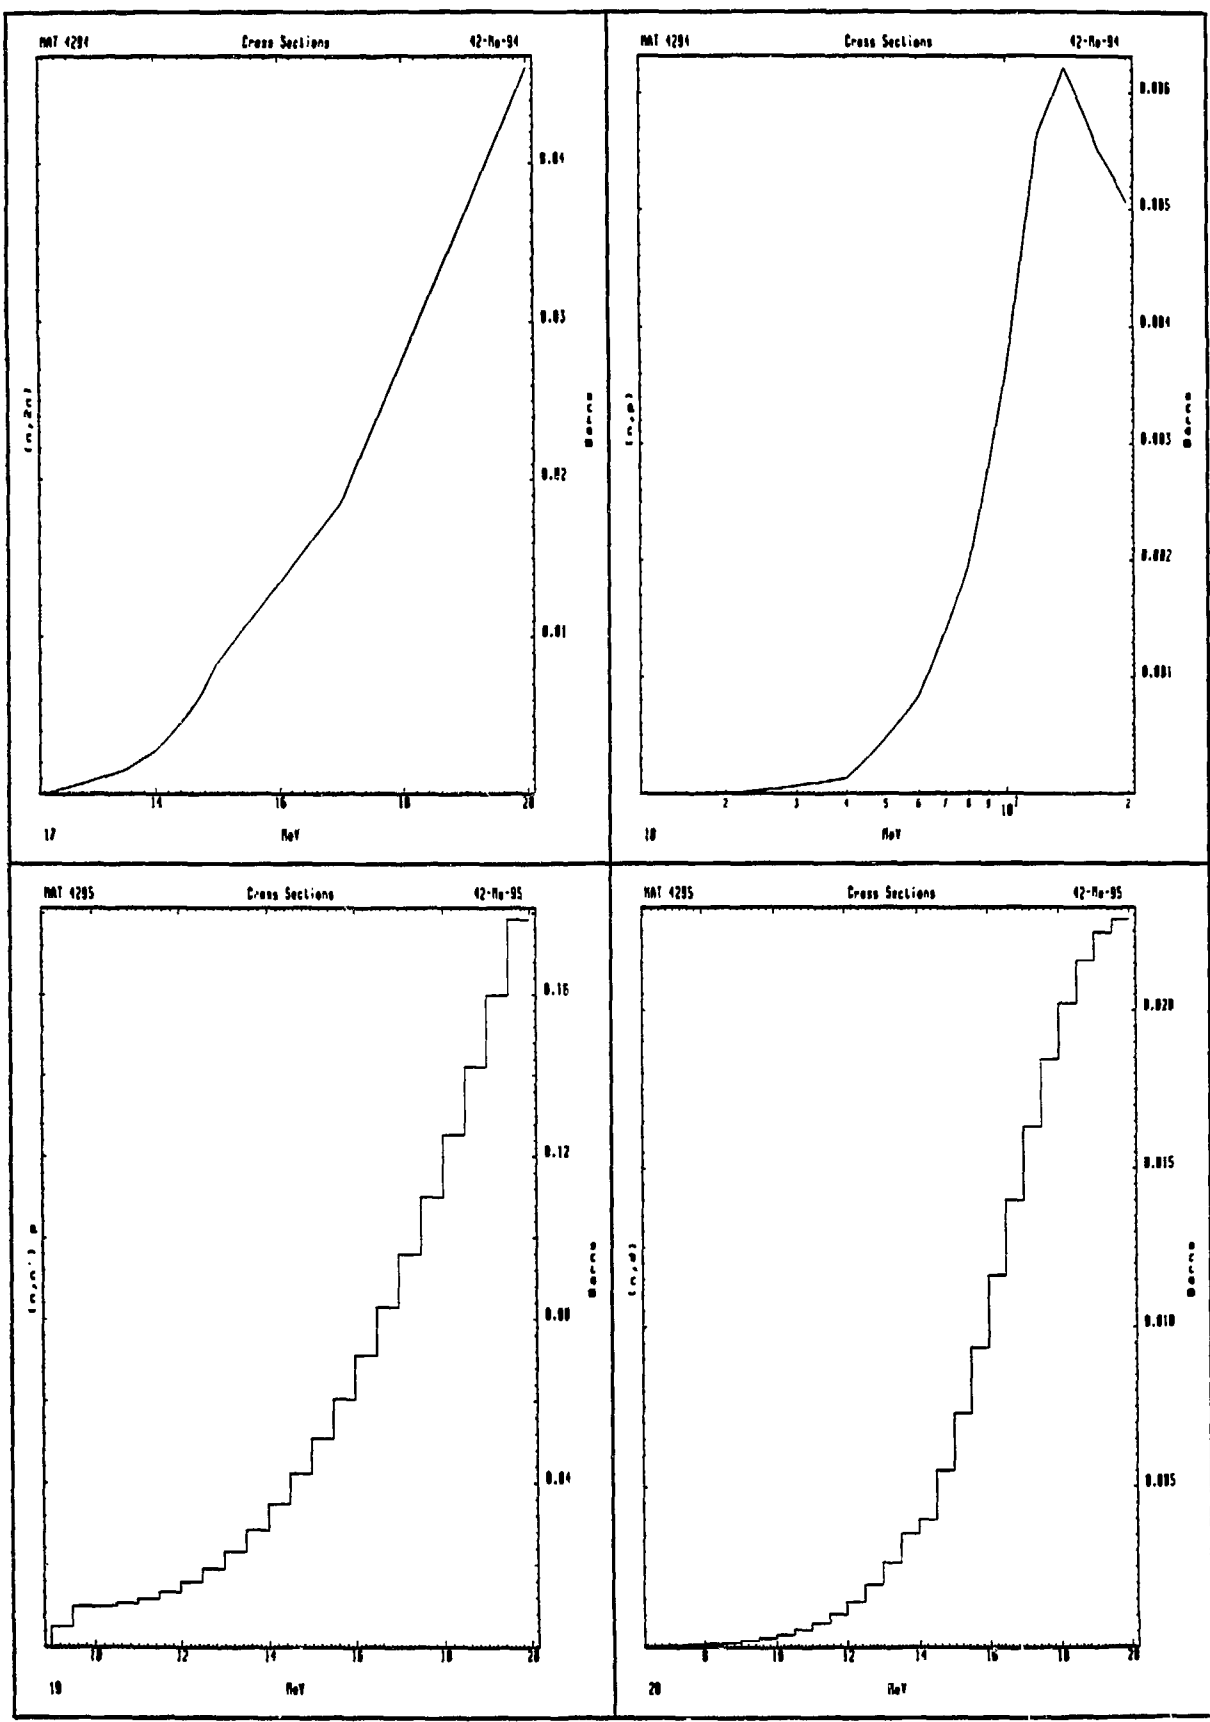 MAT 4294 Cross Sections 42-Mo-94
0.04
0.03
0.02
0.01
(n,2n)
Barns
14 16 18 20
17 MeV
MAT 4294 Cross Sections 42-Mo-94
0.006
0.005
0.004
0.003
0.002
0.001
(n,p)
Barns
2 3 4 5 6 7 8 9 10⁷ 2
18 MeV
MAT 4295 Cross Sections 42-Mo-95
0.16
0.12
0.08
0.04
(n,n') p
Barns
10 12 14 16 18 20
19 MeV
MAT 4295 Cross Sections 42-Mo-95
0.020
0.015
0.010
0.005
(n,d)
Barns
8 10 12 14 16 18 20
20 MeV